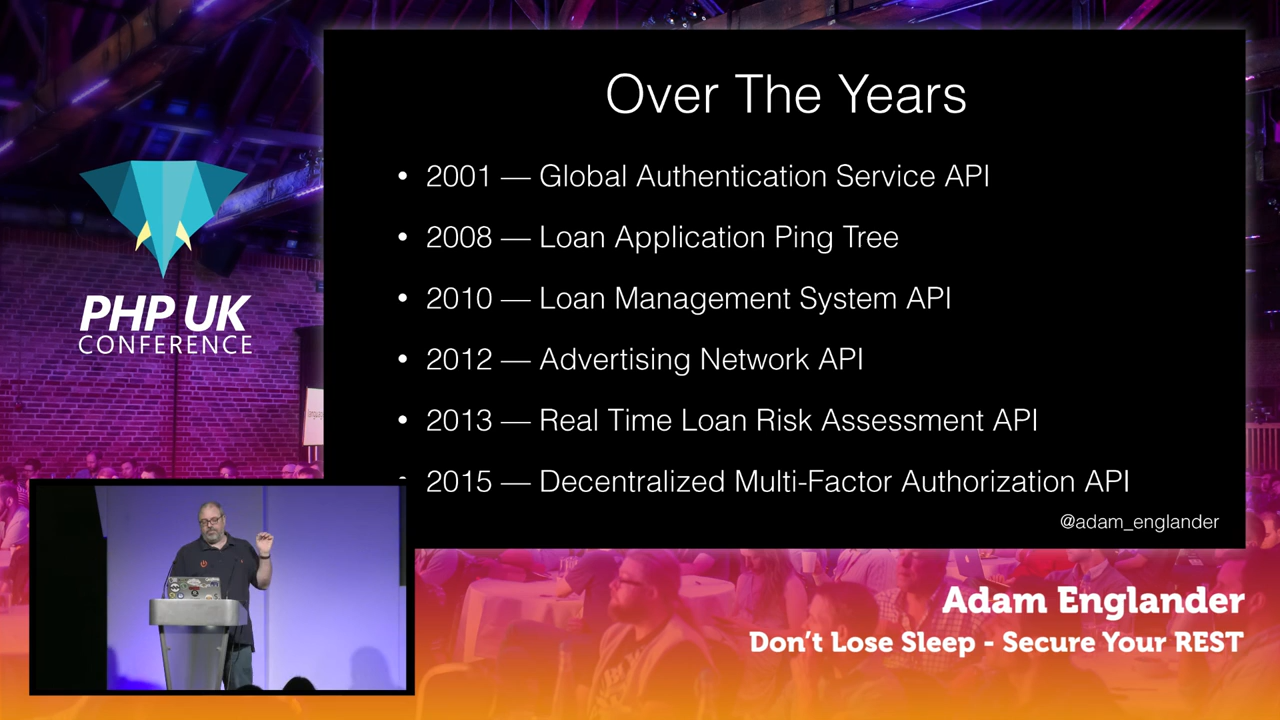 Over The Years
• 2001 — Global Authentication Service API
• 2008 — Loan Application Ping Tree
• 2010 — Loan Management System API
• 2012 — Advertising Network API
• 2013 — Real Time Loan Risk Assessment API
• 2015 — Decentralized Multi-Factor Authorization API
@adam_englander
PHP UK
CONFERENCE
Adam Englander
Don't Lose Sleep - Secure Your REST